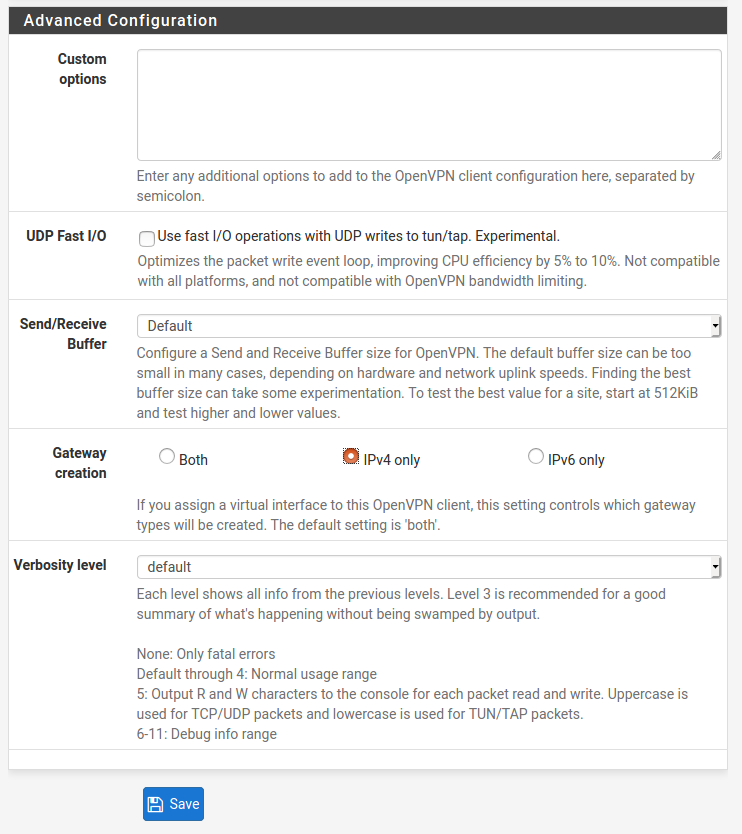 Advanced Configuration
Custom
options
Enter any additional options to add to the OpenVPN client configuration here, separated by
semicolon.
UDP Fast I/O
Use fast I/O operations with UDP writes to tun/tap. Experimental.
Optimizes the packet write event loop, improving CPU efficiency by 5% to 10%. Not compatible
with all platforms, and not compatible with OpenVPN bandwidth limiting.
Send/Receive
Buffer
Default
Configure a Send and Receive Buffer size for OpenVPN. The default buffer size can be too
small in many cases, depending on hardware and network uplink speeds. Finding the best
buffer size can take some experimentation. To test the best value for a site, start at 512KiB
and test higher and lower values.
Gateway
creation
Both
IPv4 only
IPv6 only
If you assign a virtual interface to this OpenVPN client, this setting controls which gateway
types will be created. The default setting is 'both'.
Verbosity level
default
Each level shows all info from the previous levels. Level 3 is recommended for a good
summary of what's happening without being swamped by output.
None: Only fatal errors
Default through 4: Normal usage range
5: Output R and W characters to the console for each packet read and write. Uppercase is
used for TCP/UDP packets and lowercase is used for TUN/TAP packets.
6-11: Debug info range
Save